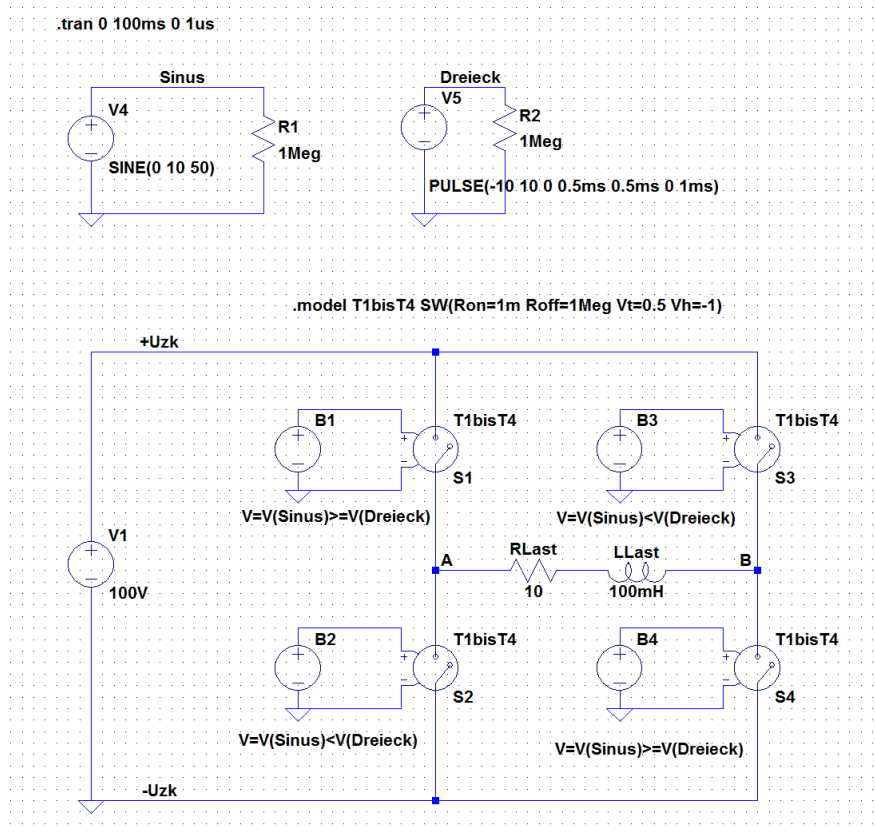 .tran 0 100ms 0 1us
Sinus
Dreieck
V4
V5
R1
R2
1Meg
1Meg
SINE(0 10 50)
PULSE(-10 10 0 0.5ms 0.5ms 0 1ms)
.model T1bisT4 SW(Ron=1m Roff=1Meg Vt=0.5 Vh=-1)
+Uzk
B1
T1bisT4
B3
T1bisT4
S1
S3
V=V(Sinus)>=V(Dreieck)
V=V(Sinus)<V(Dreieck)
V1
100V
A
RLast
LLast
B
10
100mH
B2
T1bisT4
B4
T1bisT4
S2
S4
V=V(Sinus)<V(Dreieck)
V=V(Sinus)>=V(Dreieck)
-Uzk